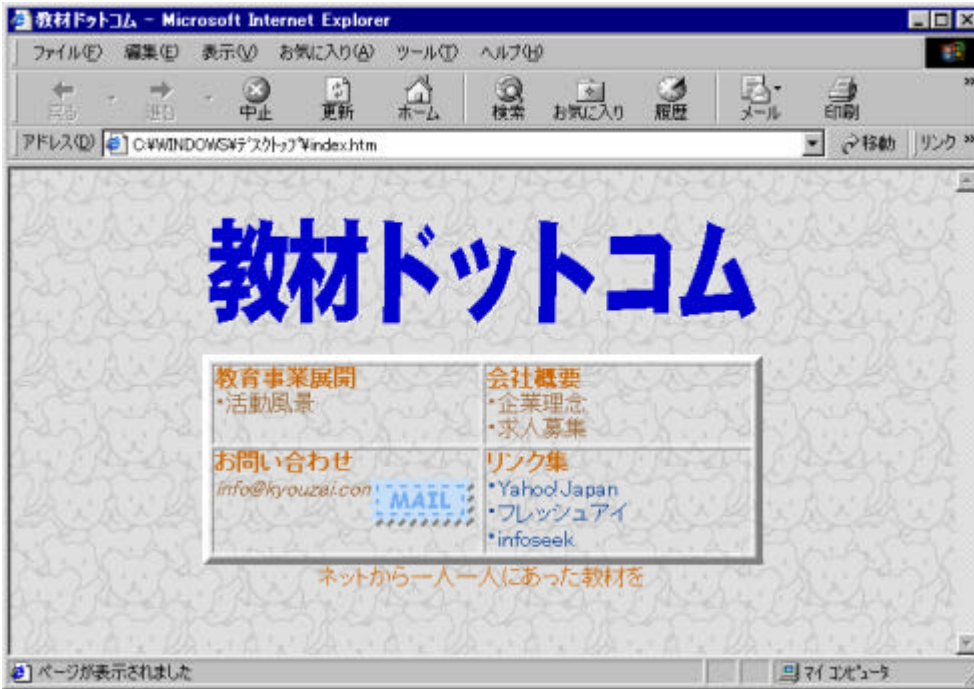 教材ドットコム - Microsoft Internet Explorer
ファイル(F) 編集(E) 表示(V) お気に入り(A) ツール(T) ヘルプ(H)
戻る 進む 中止 更新 ホーム 検索 お気に入り 履歴 メール 印刷
アドレス(D) C:¥WINDOWS¥デスクトップ¥index.htm 移動 リンク
教材ドットコム
教育事業展開
・活動風景
会社概要
・企業理念
・求人募集
お問い合わせ
info@kyouzai.com MAIL
リンク集
・Yahoo!Japan
・フレッシュアイ
・infoseek
ネットから一人一人にあった教材を
ページが表示されました マイ コンピュータ